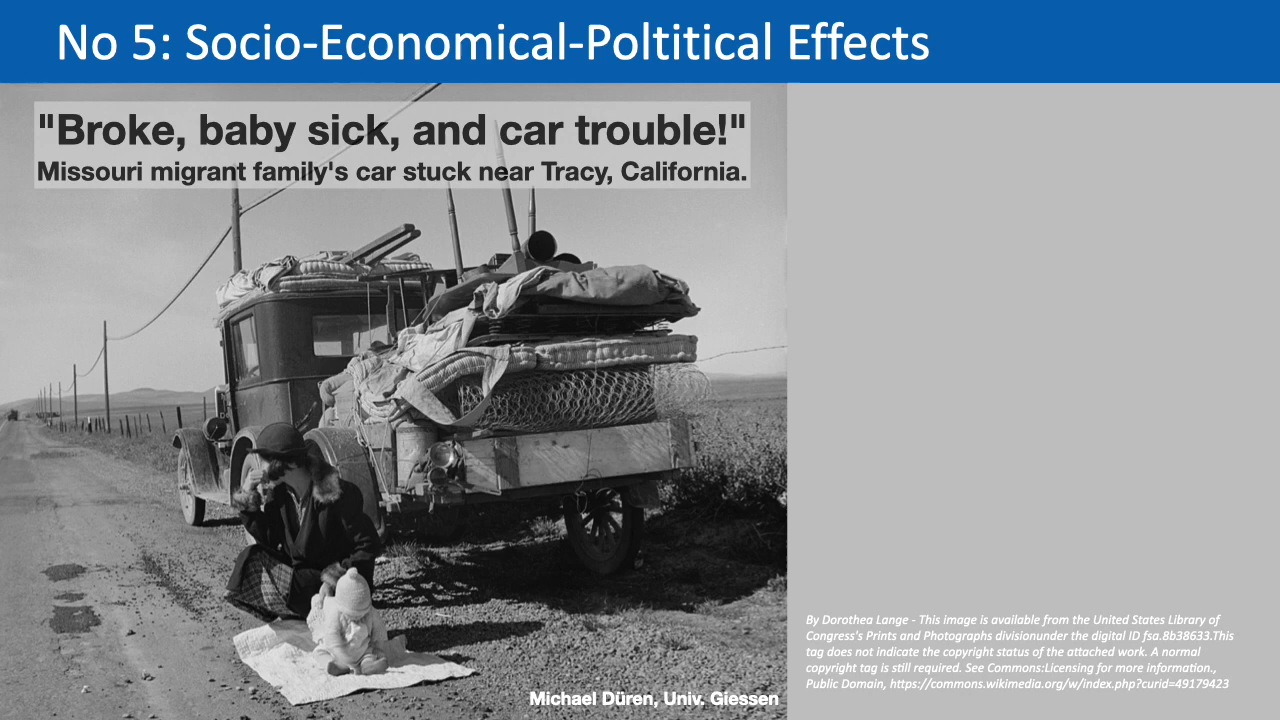 No 5: Socio-Economical-Poltitical Effects
"Broke, baby sick, and car trouble!"
Missouri migrant family's car stuck near Tracy, California.
By Dorothea Lange - This image is available from the United States Library of
Congress's Prints and Photographs divisionunder the digital ID fsa.8b38633.This
tag does not indicate the copyright status of the attached work. A normal
copyright tag is still required. See Commons:Licensing for more information.,
Public Domain, https://commons.wikimedia.org/w/index.php?curid=49179423
Michael Düren, Univ. Giessen